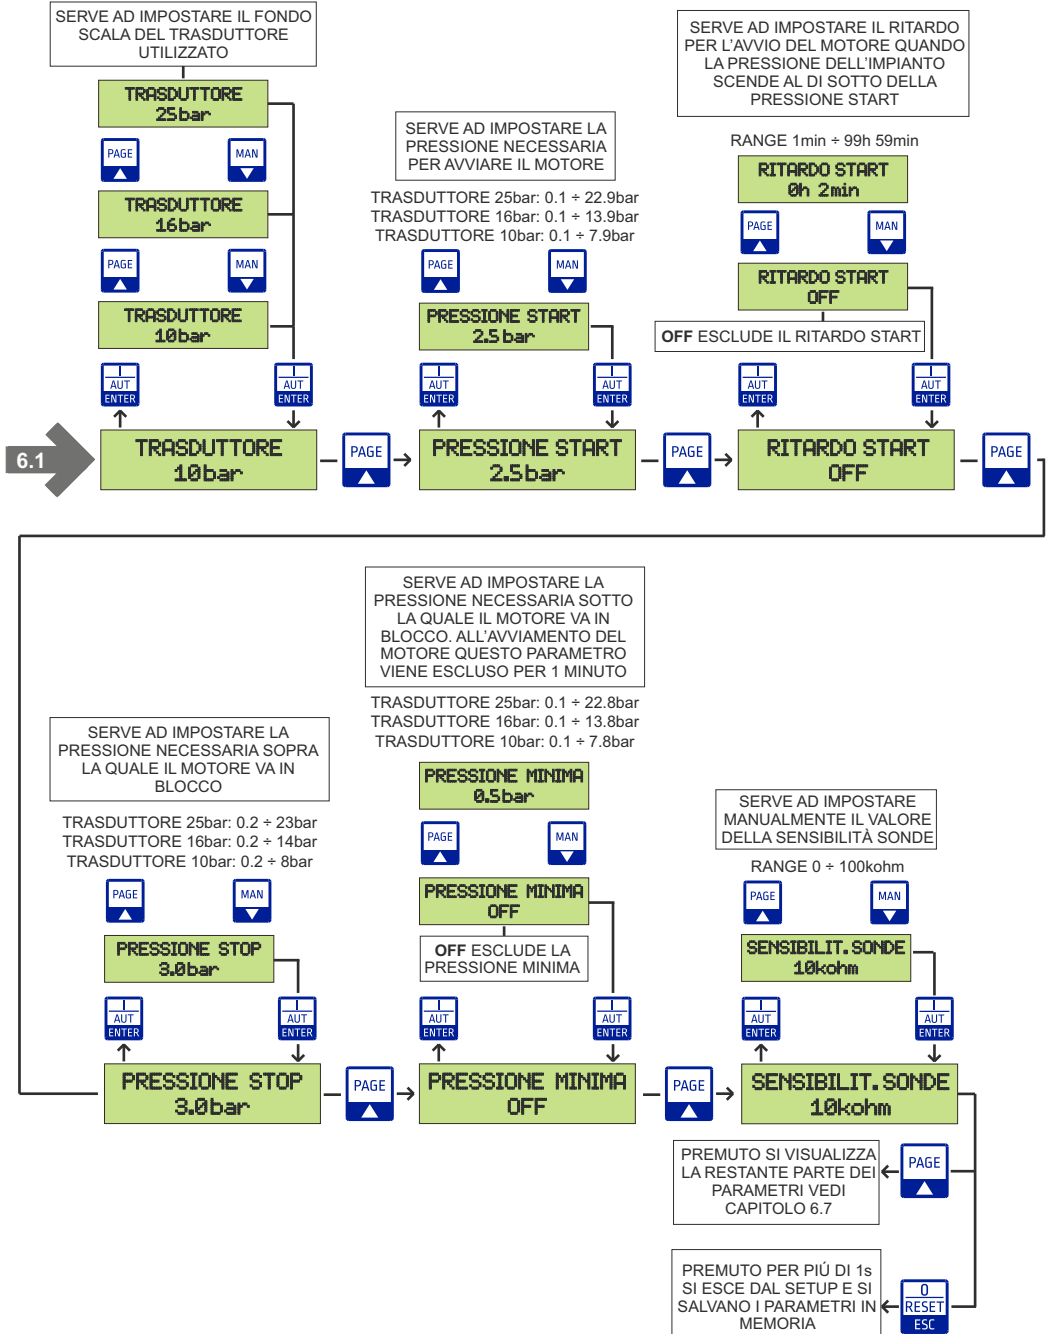 SERVE AD IMPOSTARE IL FONDO
SCALA DEL TRASDUTTORE
UTILIZZATO
TRASDUTTORE
25bar
PAGE
MAN
TRASDUTTORE
16bar
PAGE
MAN
TRASDUTTORE
10bar
AUT
ENTER
AUT
ENTER
6.1
TRASDUTTORE
10bar
PAGE
SERVE AD IMPOSTARE LA
PRESSIONE NECESSARIA
PER AVVIARE IL MOTORE
TRASDUTTORE 25bar: 0.1 ÷ 22.9bar
TRASDUTTORE 16bar: 0.1 ÷ 13.9bar
TRASDUTTORE 10bar: 0.1 ÷ 7.9bar
PAGE
MAN
PRESSIONE START
2.5bar
AUT
ENTER
AUT
ENTER
PRESSIONE START
2.5bar
PAGE
SERVE AD IMPOSTARE IL RITARDO
PER L'AVVIO DEL MOTORE QUANDO
LA PRESSIONE DELL'IMPIANTO
SCENDE AL DI SOTTO DELLA
PRESSIONE START
RANGE 1min ÷ 99h 59min
RITARDO START
0h 2min
PAGE
MAN
RITARDO START
OFF
OFF ESCLUDE IL RITARDO START
AUT
ENTER
AUT
ENTER
RITARDO START
OFF
PAGE
SERVE AD IMPOSTARE LA
PRESSIONE NECESSARIA SOPRA
LA QUALE IL MOTORE VA IN
BLOCCO
TRASDUTTORE 25bar: 0.2 ÷ 23bar
TRASDUTTORE 16bar: 0.2 ÷ 14bar
TRASDUTTORE 10bar: 0.2 ÷ 8bar
PAGE
MAN
PRESSIONE STOP
3.0bar
AUT
ENTER
AUT
ENTER
PRESSIONE STOP
3.0bar
PAGE
SERVE AD IMPOSTARE LA
PRESSIONE NECESSARIA SOTTO
LA QUALE IL MOTORE VA IN
BLOCCO. ALL'AVVIAMENTO DEL
MOTORE QUESTO PARAMETRO
VIENE ESCLUSO PER 1 MINUTO
TRASDUTTORE 25bar: 0.1 ÷ 22.8bar
TRASDUTTORE 16bar: 0.1 ÷ 13.8bar
TRASDUTTORE 10bar: 0.1 ÷ 7.8bar
PRESSIONE MINIMA
0.5bar
PAGE
MAN
PRESSIONE MINIMA
OFF
OFF ESCLUDE LA
PRESSIONE MINIMA
AUT
ENTER
AUT
ENTER
PRESSIONE MINIMA
OFF
PAGE
SERVE AD IMPOSTARE
MANUALMENTE IL VALORE
DELLA SENSIBILITÀ SONDE
RANGE 0 ÷ 100kohm
PAGE
MAN
SENSIBILIT.SONDE
10kohm
AUT
ENTER
AUT
ENTER
SENSIBILIT.SONDE
10kohm
PREMUTO SI VISUALIZZA
LA RESTANTE PARTE DEI
PARAMETRI VEDI
CAPITOLO 6.7
PAGE
PREMUTO PER PIÚ DI 1s
SI ESCE DAL SETUP E SI
SALVANO I PARAMETRI IN
MEMORIA
0
RESET
ESC